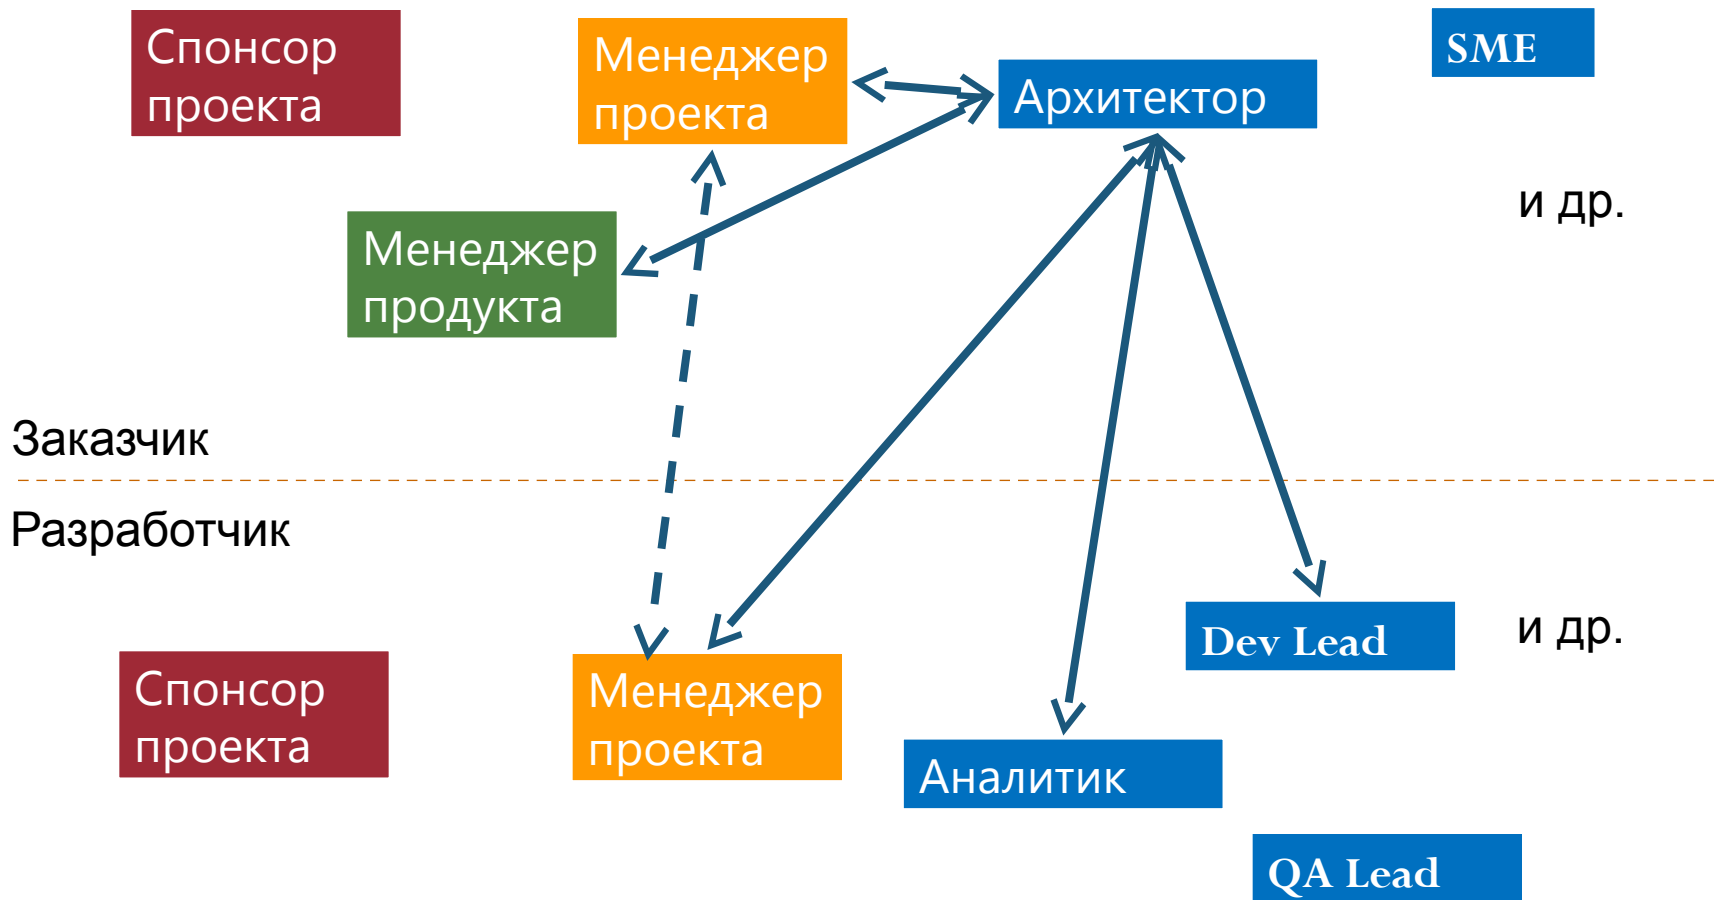 Спонсор
проекта
Менеджер
проекта
Архитектор
SME
и др.
Менеджер
продукта
Заказчик
Разработчик
Спонсор
проекта
Менеджер
проекта
Dev Lead
и др.
Аналитик
QA Lead